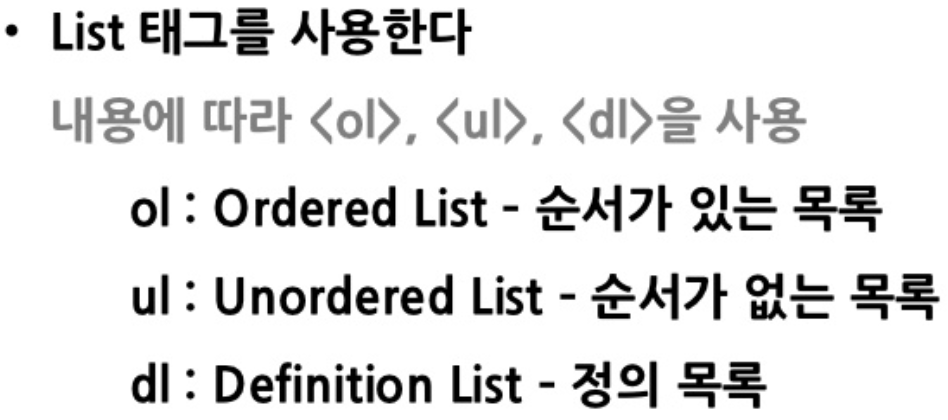 • List 태그를 사용한다
내용에 따라 <ol>, <ul>, <dl>을 사용
ol : Ordered List - 순서가 있는 목록
ul : Unordered List - 순서가 없는 목록
dl : Definition List - 정의 목록